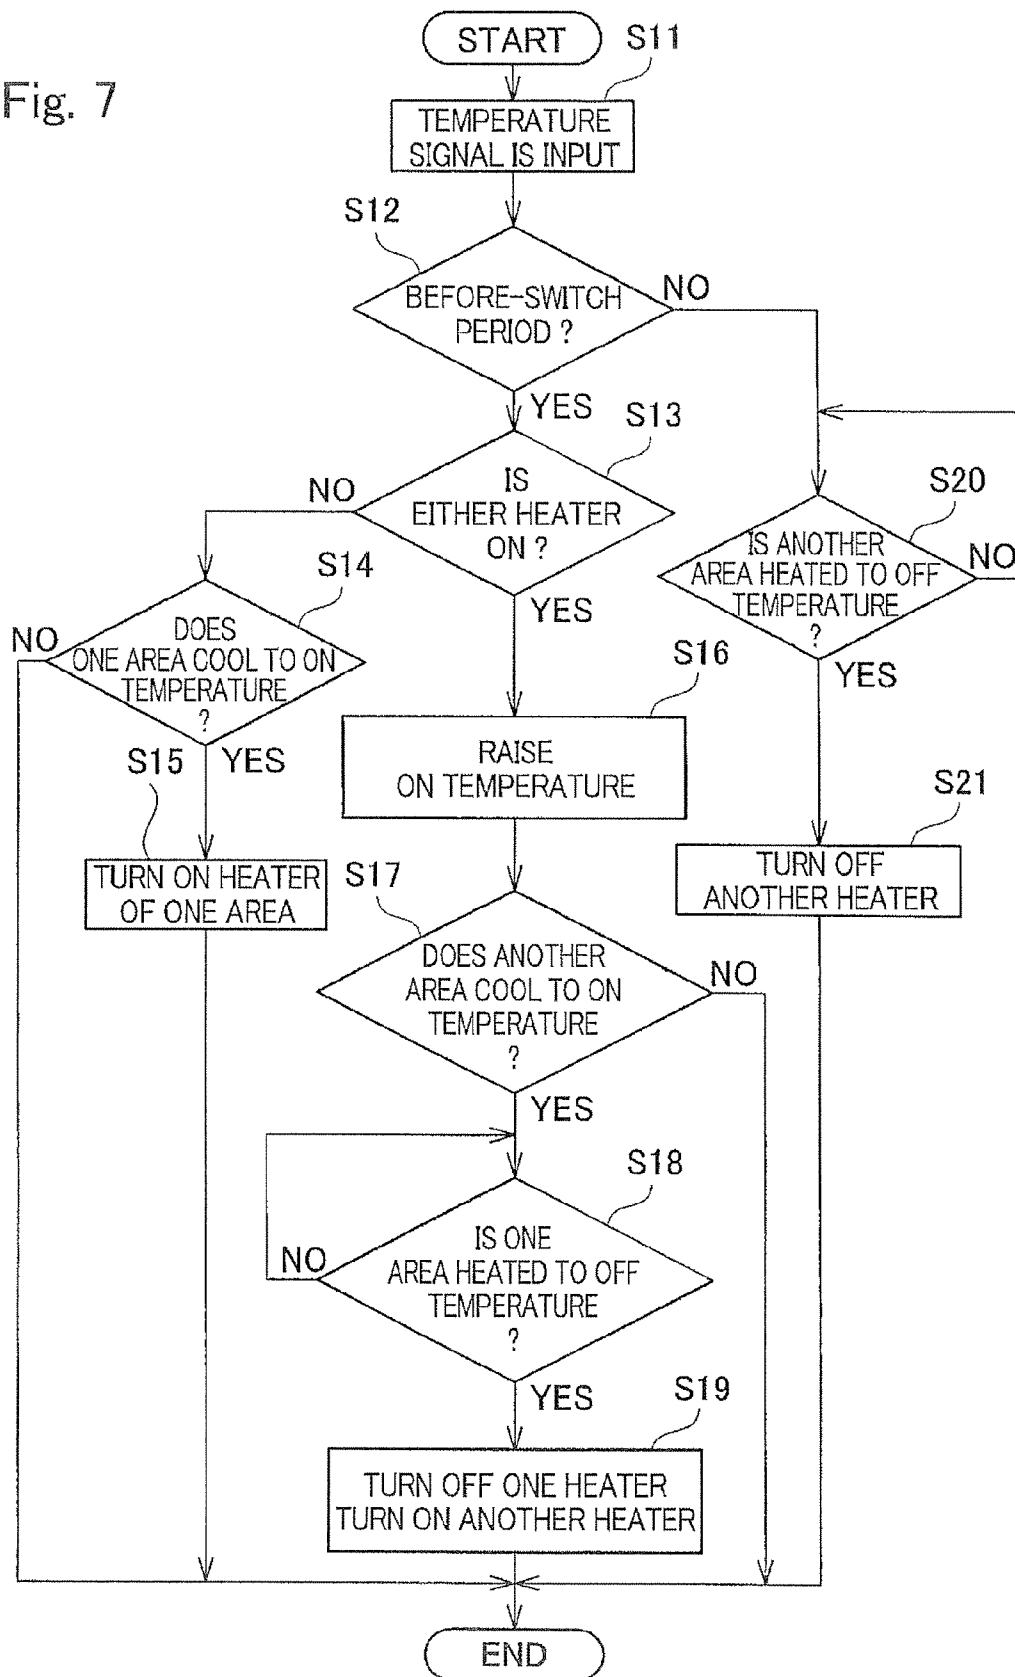 Fig. 7
START
S11
TEMPERATURE
SIGNAL IS INPUT
S12
BEFORE-SWITCH
PERIOD ?
NO
YES
S13
IS
EITHER HEATER
ON ?
NO
YES
S20
IS ANOTHER
AREA HEATED TO OFF
TEMPERATURE
?
NO
YES
S14
DOES
ONE AREA COOL TO ON
TEMPERATURE
?
NO
YES
S15
TURN ON HEATER
OF ONE AREA
S16
RAISE
ON TEMPERATURE
S21
TURN OFF
ANOTHER HEATER
S17
DOES ANOTHER
AREA COOL TO ON
TEMPERATURE
?
NO
YES
S18
IS ONE
AREA HEATED TO OFF
TEMPERATURE
?
NO
YES
S19
TURN OFF ONE HEATER
TURN ON ANOTHER HEATER
END